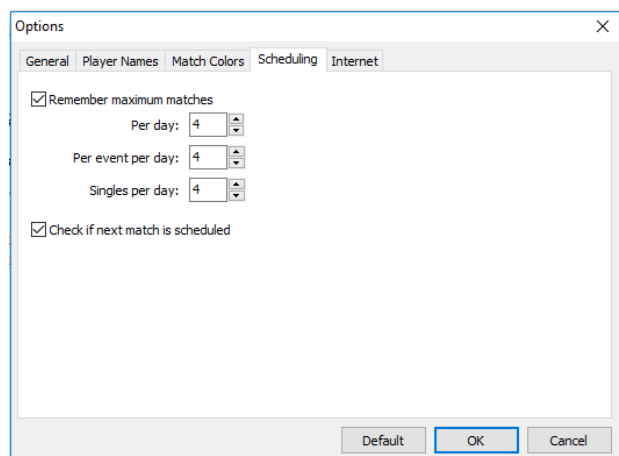 Options
General Player Names Match Colors Scheduling Internet
Remember maximum matches
Per day: 4
Per event per day: 4
Singles per day: 4
Check if next match is scheduled
Default OK Cancel